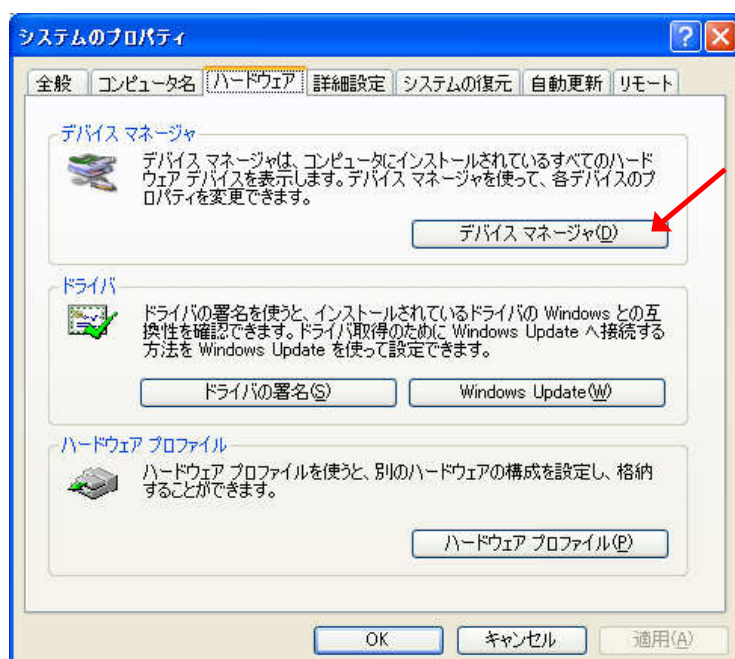 システムのプロパティ
全般 コンピュータ名 ハードウェア 詳細設定 システムの復元 自動更新 リモート
デバイス マネージャ
デバイス マネージャは、コンピュータにインストールされているすべてのハード
ウェア デバイスを表示します。デバイス マネージャを使って、各デバイスのプ
ロパティを変更できます。
デバイス マネージャ(D)
ドライバ
ドライバの署名を使うと、インストールされているドライバの Windows との互
換性を確認できます。ドライバ取得のために Windows Update へ接続する
方法を Windows Update を使って設定できます。
ドライバの署名(S) Windows Update(W)
ハードウェア プロファイル
ハードウェア プロファイルを使うと、別のハードウェアの構成を設定し、格納
することができます。
ハードウェア プロファイル(P)
OK キャンセル 適用(A)